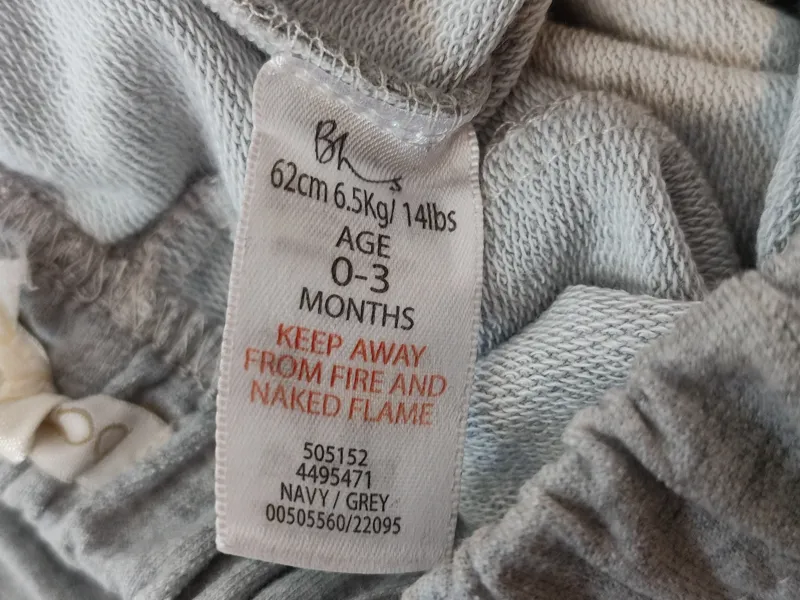 Bhs
62cm 6.5Kg/ 14lbs
AGE
0-3
MONTHS
KEEP AWAY
FROM FIRE AND
NAKED FLAME
505152
4495471
NAVY / GREY
00505560/22095